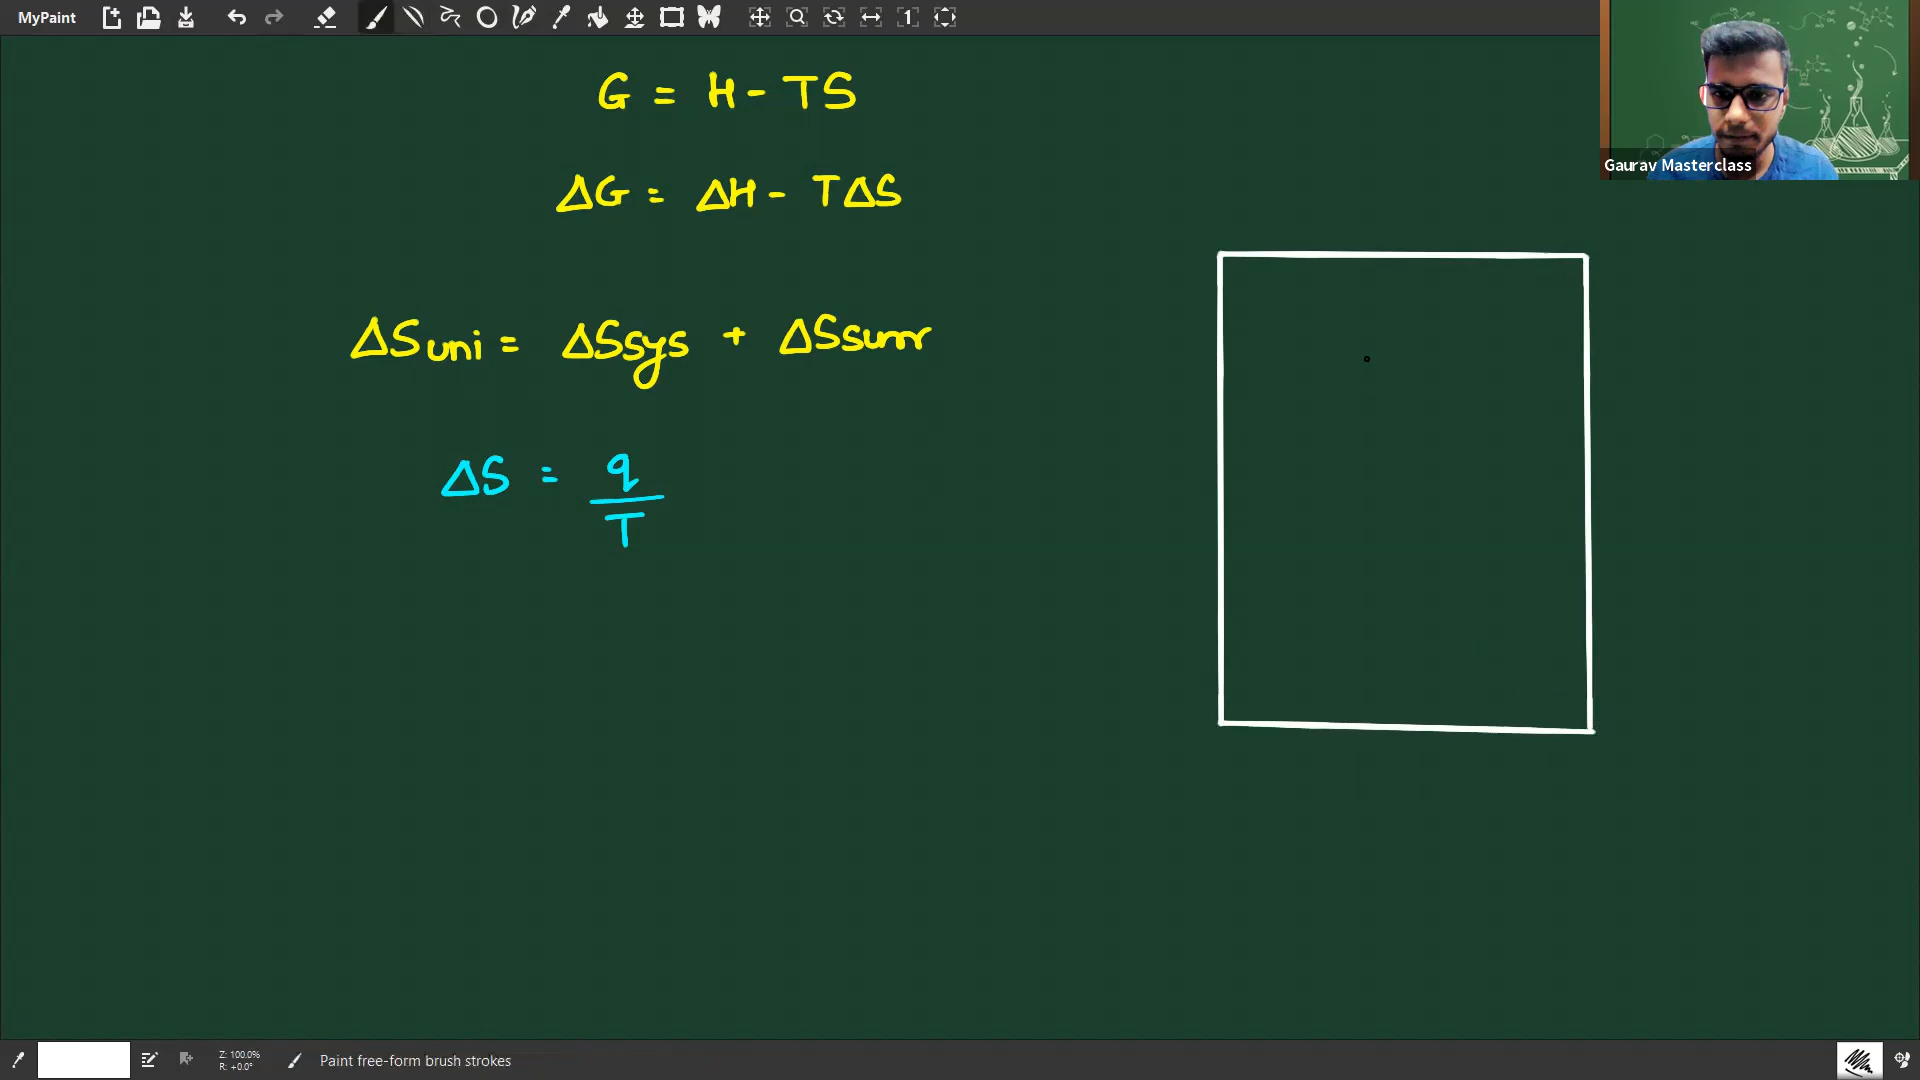 MyPaint
Gaurav Masterclass
G = H - TS
ΔG = ΔH - TΔS
ΔSuni = ΔSsys + ΔSsurr
ΔS = q
T
Z: 100.0%
R: +0.0°
Paint free-form brush strokes